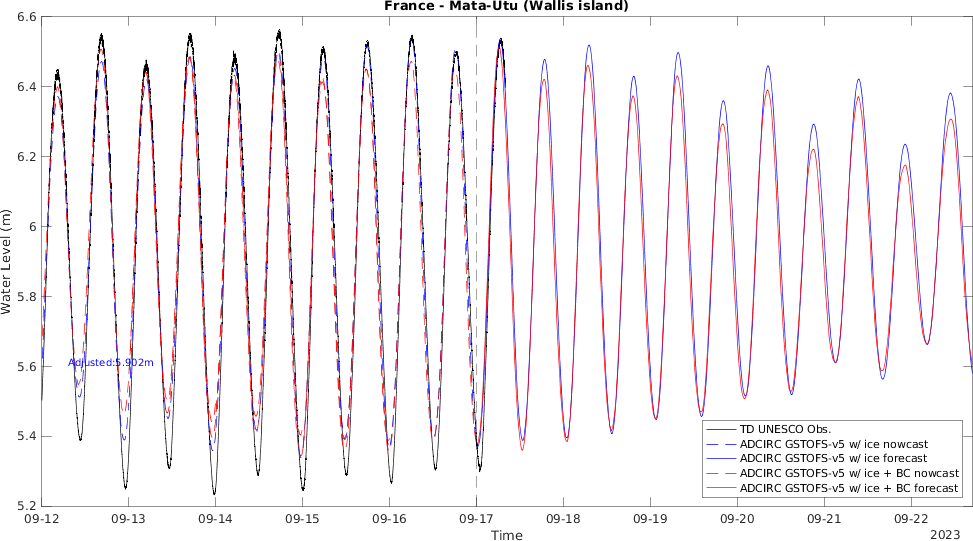 France - Mata-Utu (Wallis island)
6.6
6.4
6.2
6
5.8
5.6
5.4
5.2
Water Level (m)
Adjusted:5.902m
TD UNESCO Obs.
ADCIRC GSTOFS-v5 w/ ice nowcast
ADCIRC GSTOFS-v5 w/ ice forecast
ADCIRC GSTOFS-v5 w/ ice + BC nowcast
ADCIRC GSTOFS-v5 w/ ice + BC forecast
09-12 09-13 09-14 09-15 09-16 09-17 09-18 09-19 09-20 09-21 09-22
Time
2023